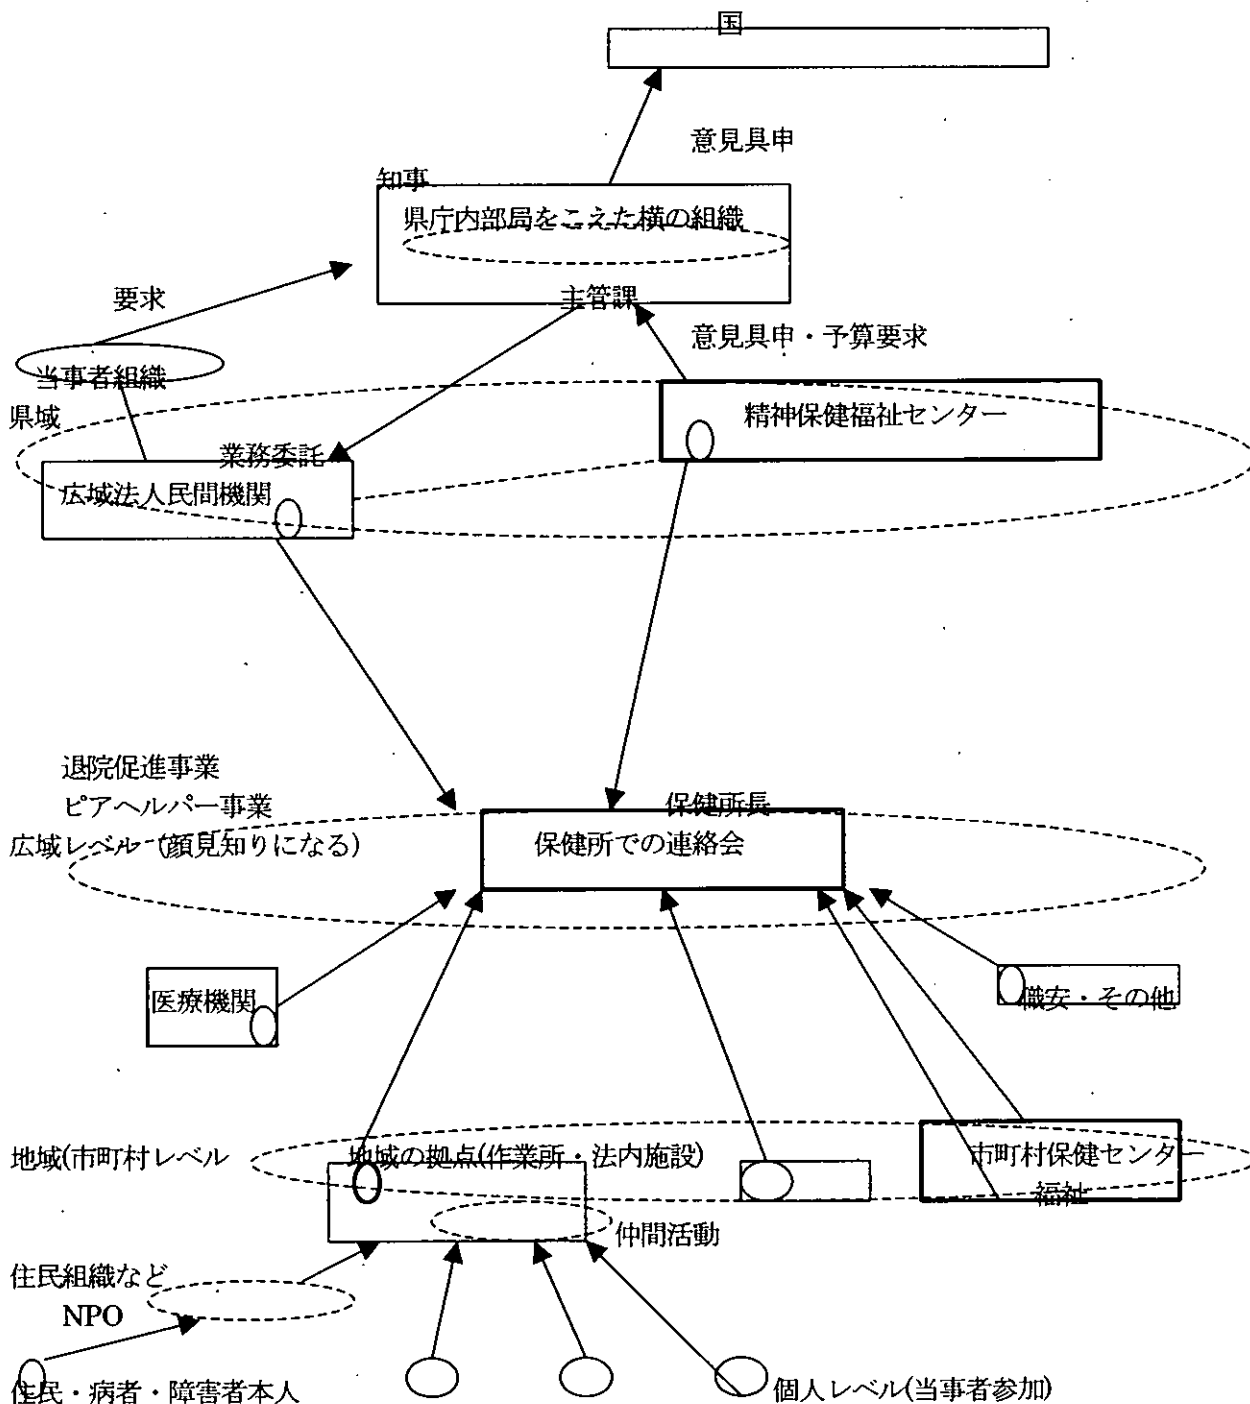 国
意見具申
知事
県庁内部局をこえた横の組織
主管課
要求
意見具申・予算要求
当事者組織
県域
精神保健福祉センター
業務委託
広域法人民間機関
退院促進事業
ピアヘルパー事業
保健所長
広域レベル(顔見知りになる)
保健所での連絡会
医療機関
職安・その他
地域(市町村レベル
地域の拠点(作業所・法内施設)
市町村保健センター
福祉
仲間活動
住民組織など
NPO
住民・病者・障害者本人
個人レベル(当事者参加)